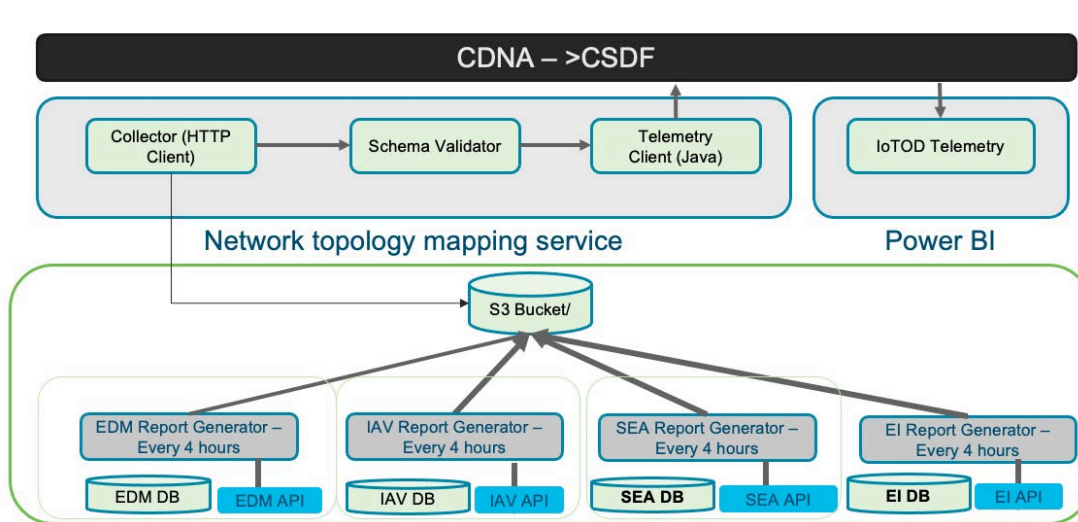 CDNA – >CSDF
Collector (HTTP
Client)
Schema Validator
Telemetry
Client (Java)
IoTOD Telemetry
Network topology mapping service
Power BI
S3 Bucket/
EDM Report Generator –
Every 4 hours
IAV Report Generator –
Every 4 hours
SEA Report Generator –
Every 4 hours
EI Report Generator –
Every 4 hours
EDM DB
EDM API
IAV DB
IAV API
SEA DB
SEA API
EI DB
EI API